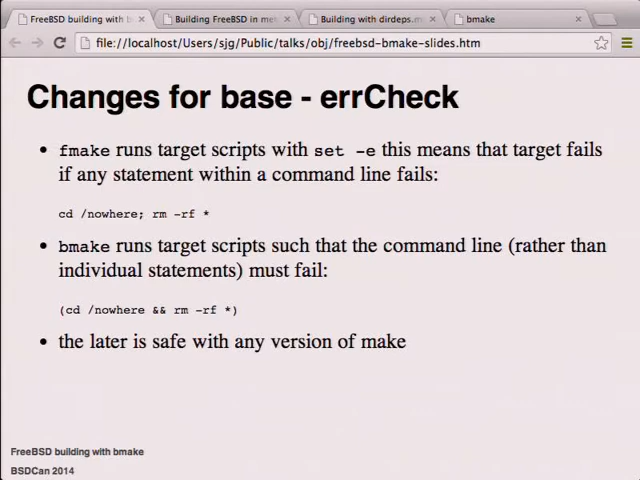 FreeBSD building with b
Building FreeBSD in met
Building with dirdeps.m
bmake
file://localhost/Users/sjg/Public/talks/obj/freebsd-bmake-slides.htm
Changes for base - errCheck
• fmake runs target scripts with set -e this means that target fails
if any statement within a command line fails:
cd /nowhere; rm -rf *
• bmake runs target scripts such that the command line (rather than
individual statements) must fail:
(cd /nowhere && rm -rf *)
• the later is safe with any version of make
FreeBSD building with bmake
BSDCan 2014